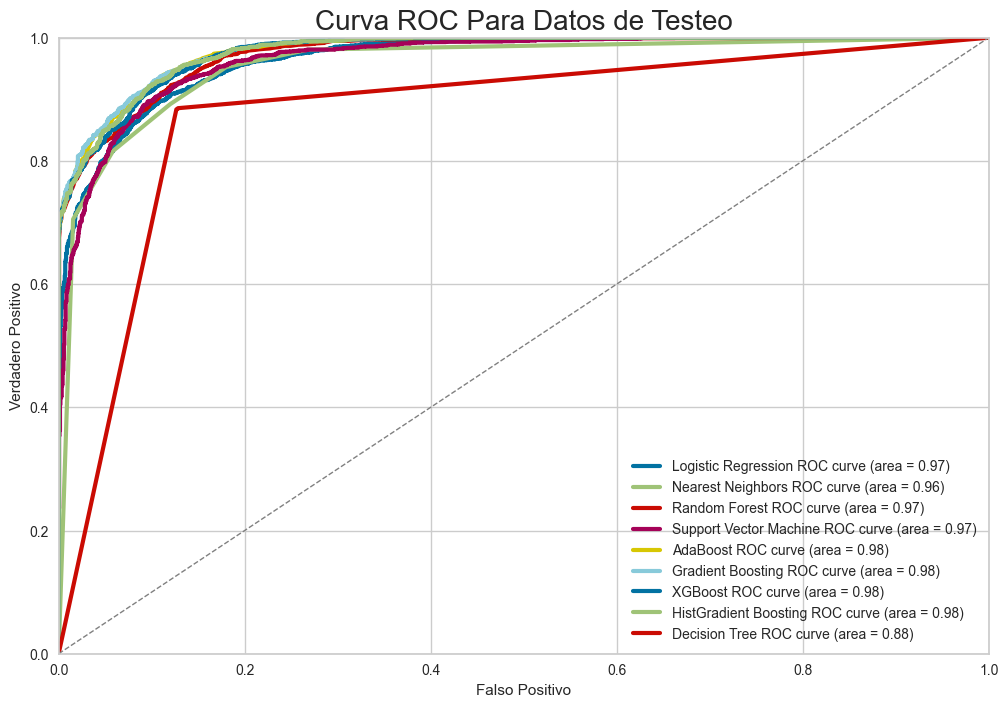 Curva ROC Para Datos de Testeo
1.0
0.8
0.6
0.4
0.2
0.0
Verdadero Positivo
Logistic Regression ROC curve (area = 0.97)
Nearest Neighbors ROC curve (area = 0.96)
Random Forest ROC curve (area = 0.97)
Support Vector Machine ROC curve (area = 0.97)
AdaBoost ROC curve (area = 0.98)
Gradient Boosting ROC curve (area = 0.98)
XGBoost ROC curve (area = 0.98)
HistGradient Boosting ROC curve (area = 0.98)
Decision Tree ROC curve (area = 0.88)
0.0 0.2 0.4 0.6 0.8 1.0
Falso Positivo